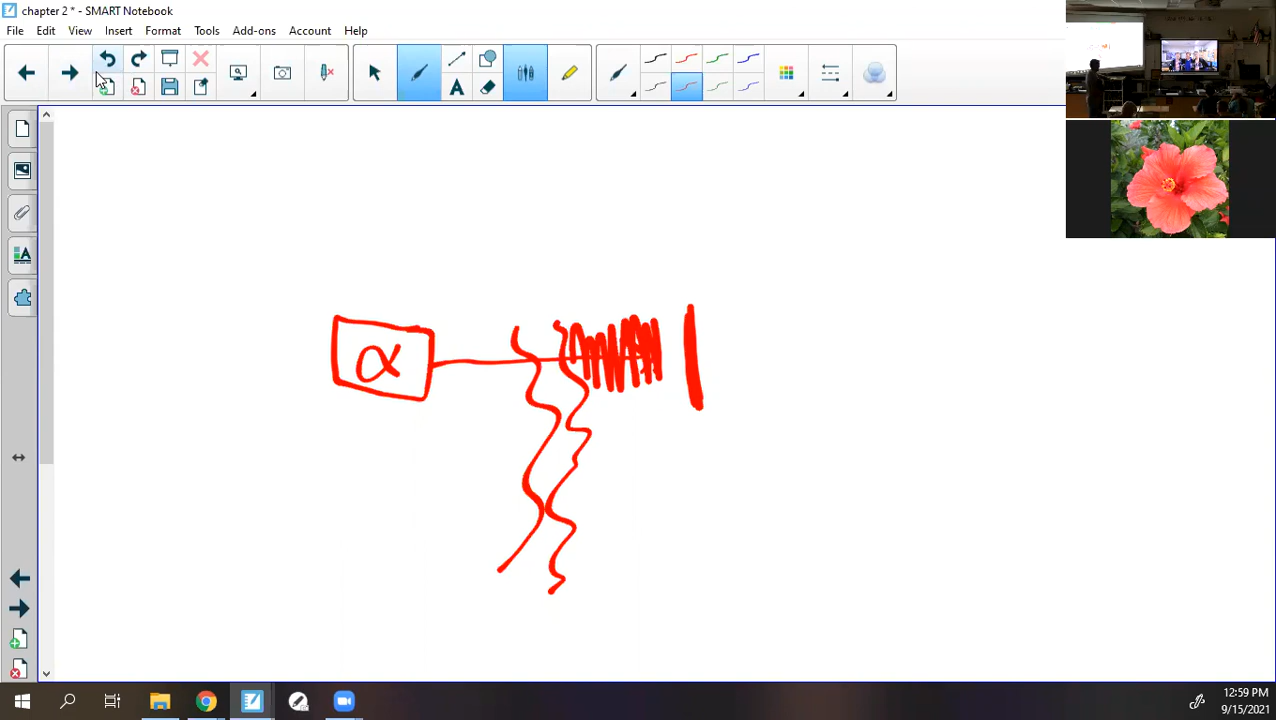 chapter 2 * - SMART Notebook
File Edit View Insert Format Tools Add-ons Account Help
A
A
α
12:59 PM
9/15/2021